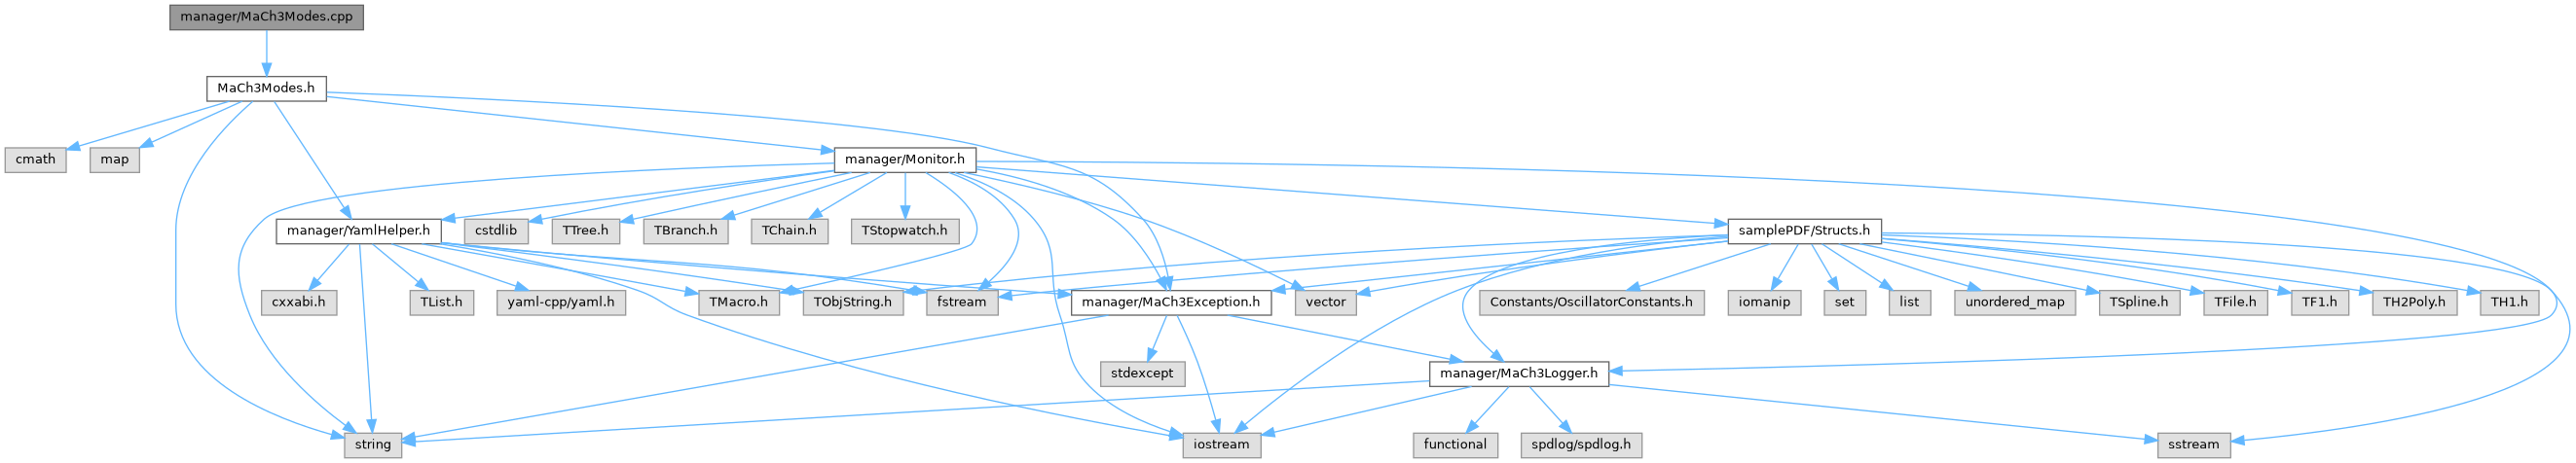 manager/MaCh3Modes.cpp
MaCh3Modes.h
cmath
map
manager/Monitor.h
manager/YamlHelper.h
cstdlib
TTree.h
TBranch.h
TChain.h
TStopwatch.h
samplePDF/Structs.h
cxxabi.h
TList.h
yaml-cpp/yaml.h
TMacro.h
TObjString.h
fstream
manager/MaCh3Exception.h
vector
Constants/OscillatorConstants.h
iomanip
set
list
unordered_map
TSpline.h
TFile.h
TF1.h
TH2Poly.h
TH1.h
stdexcept
manager/MaCh3Logger.h
string
iostream
functional
spdlog/spdlog.h
sstream